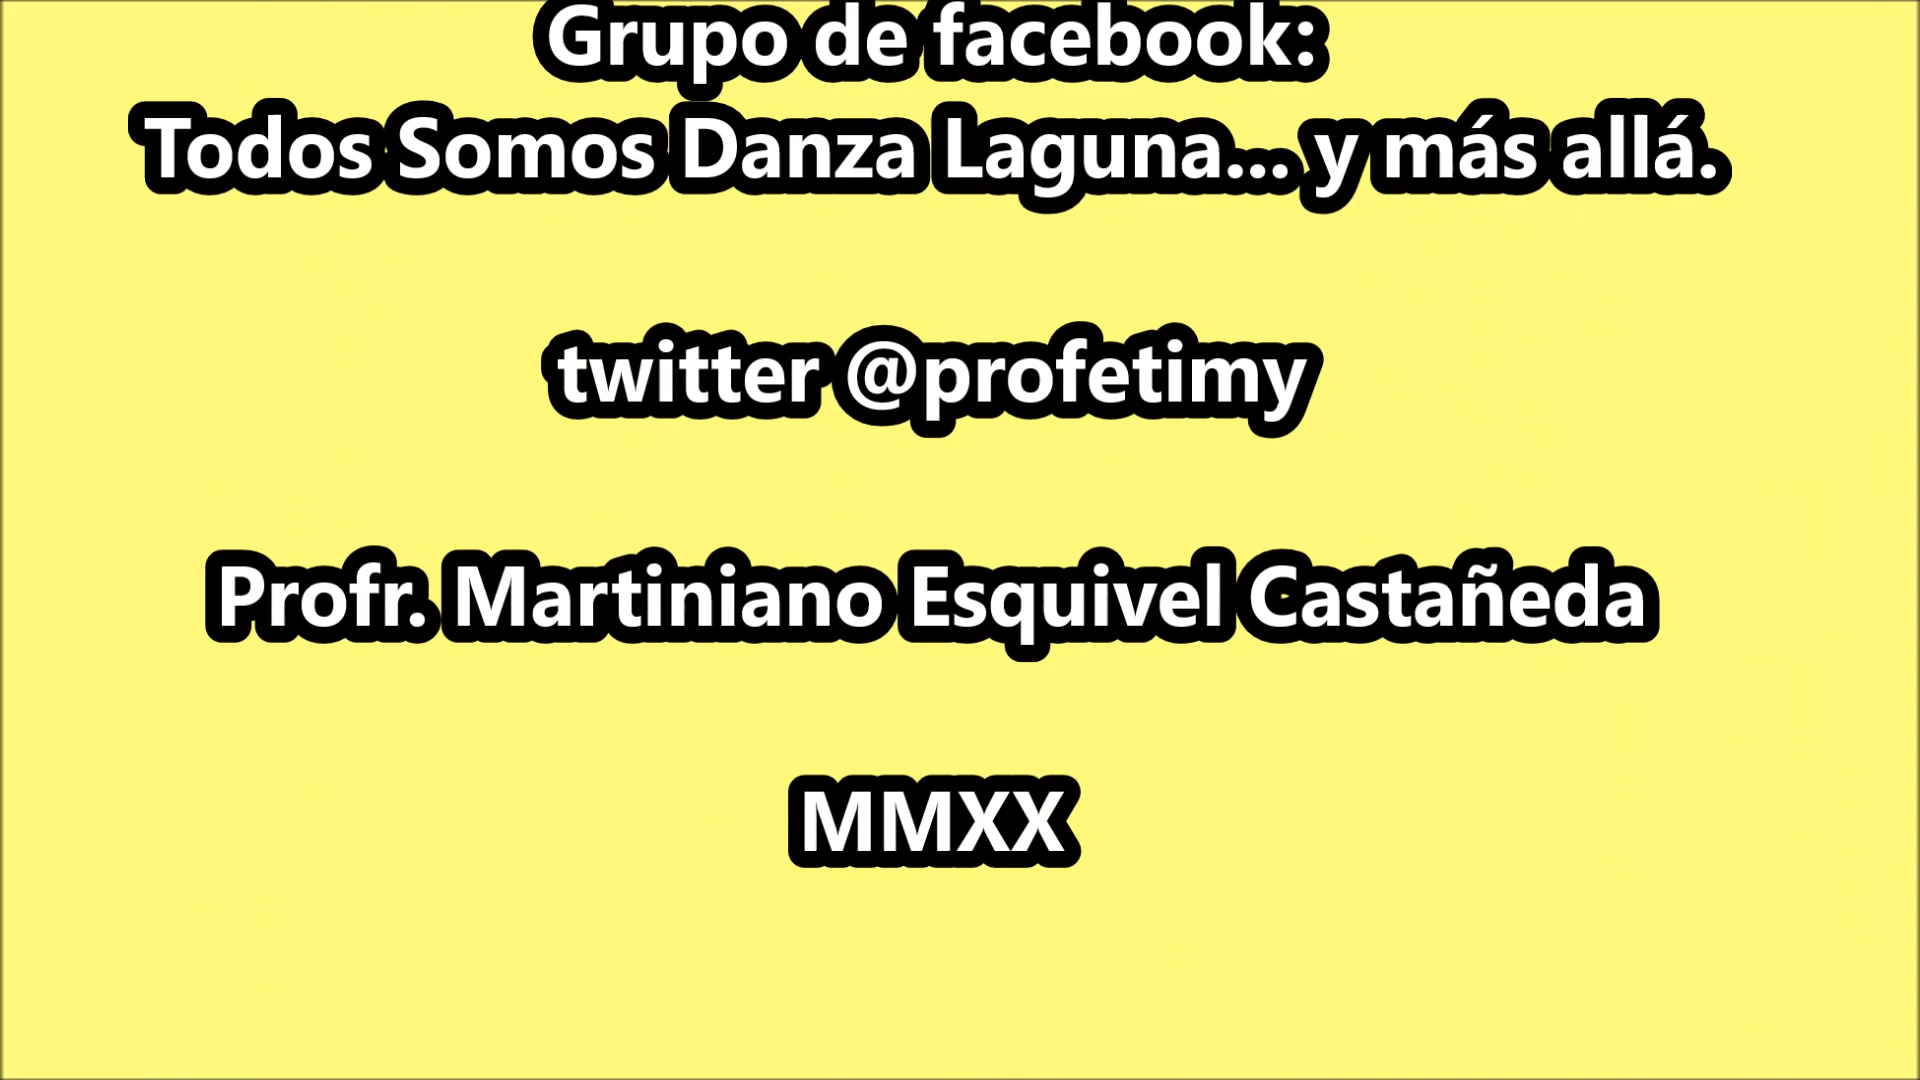 Grupo de facebook:
Todos Somos Danza Laguna... y más allá.
twitter @profetimy
Profr. Martiniano Esquivel Castañeda
MMXX